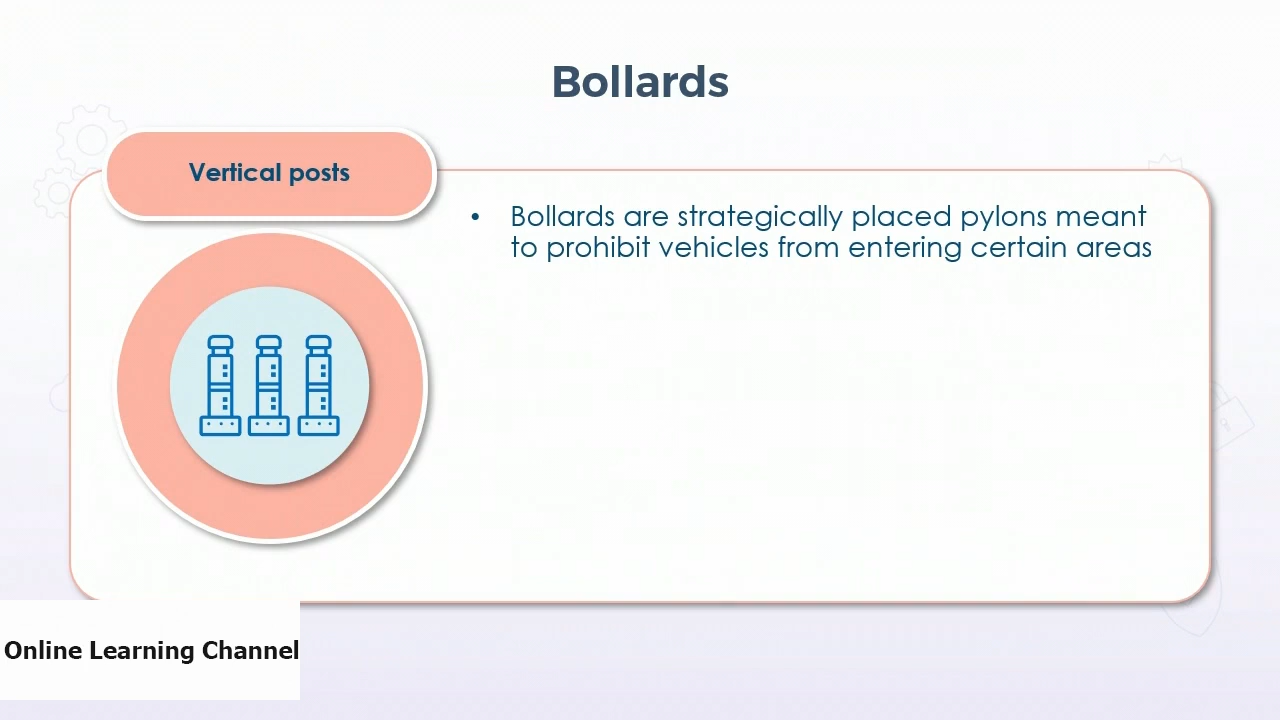 Bollards
Vertical posts
• Bollards are strategically placed pylons meant
to prohibit vehicles from entering certain areas
Online Learning Channel